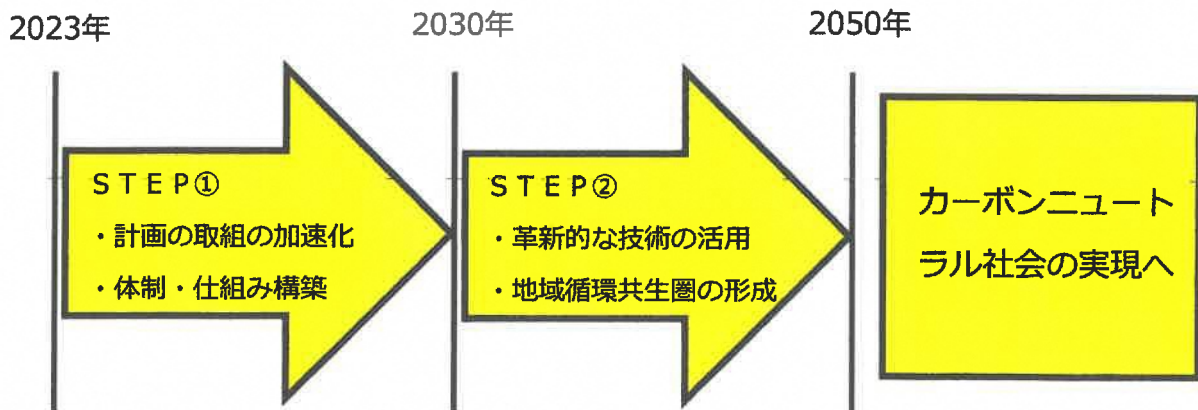 2023年
2030年
2050年
STEP①
・計画の取組の加速化
・体制・仕組み構築
STEP②
・革新的な技術の活用
・地域循環共生圏の形成
カーボンニュート
ラル社会の実現へ